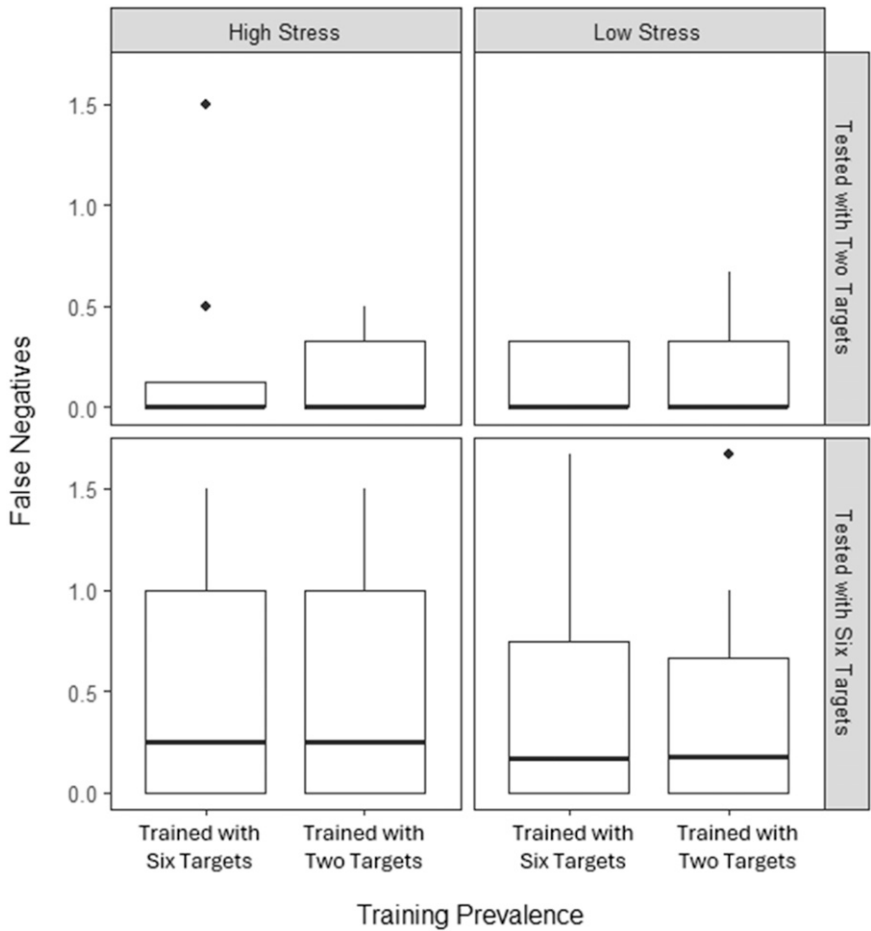 High Stress
Low Stress
1.5
1.0
0.5
0.0
Tested with Two Targets
False Negatives
1.5
1.0
0.5
0.0
Tested with Six Targets
Trained with
Six Targets
Trained with
Two Targets
Trained with
Six Targets
Trained with
Two Targets
Training Prevalence